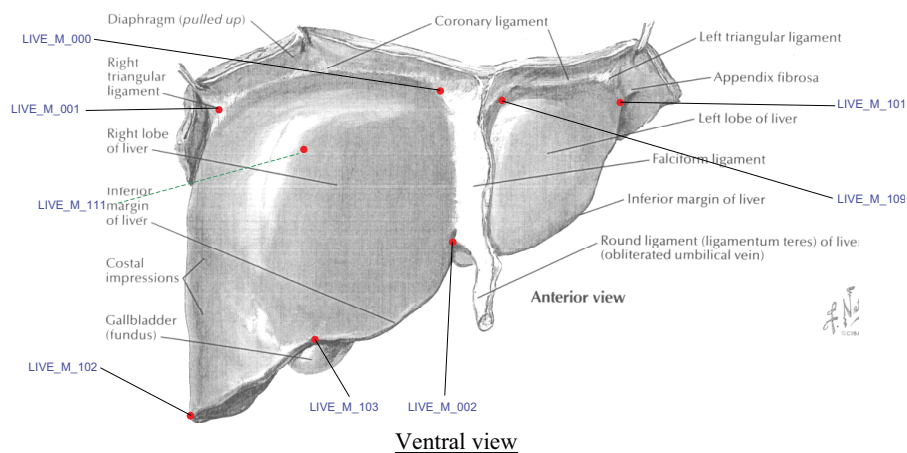 Diaphragm (pulled up)
Coronary ligament
LIVE_M_000
Left triangular ligament
Right
triangular
ligament
Appendix fibrosa
LIVE_M_001
LIVE_M_101
Left lobe of liver
Right lobe
of liver
Falciform ligament
LIVE_M_111
Inferior
margin
of liver
Inferior margin of liver
LIVE_M_109
Round ligament (ligamentum teres) of live
(obliterated umbilical vein)
Costal
impressions
Anterior view
Gallbladder
(fundus)
LIVE_M_102
LIVE_M_103
LIVE_M_002
Ventral view